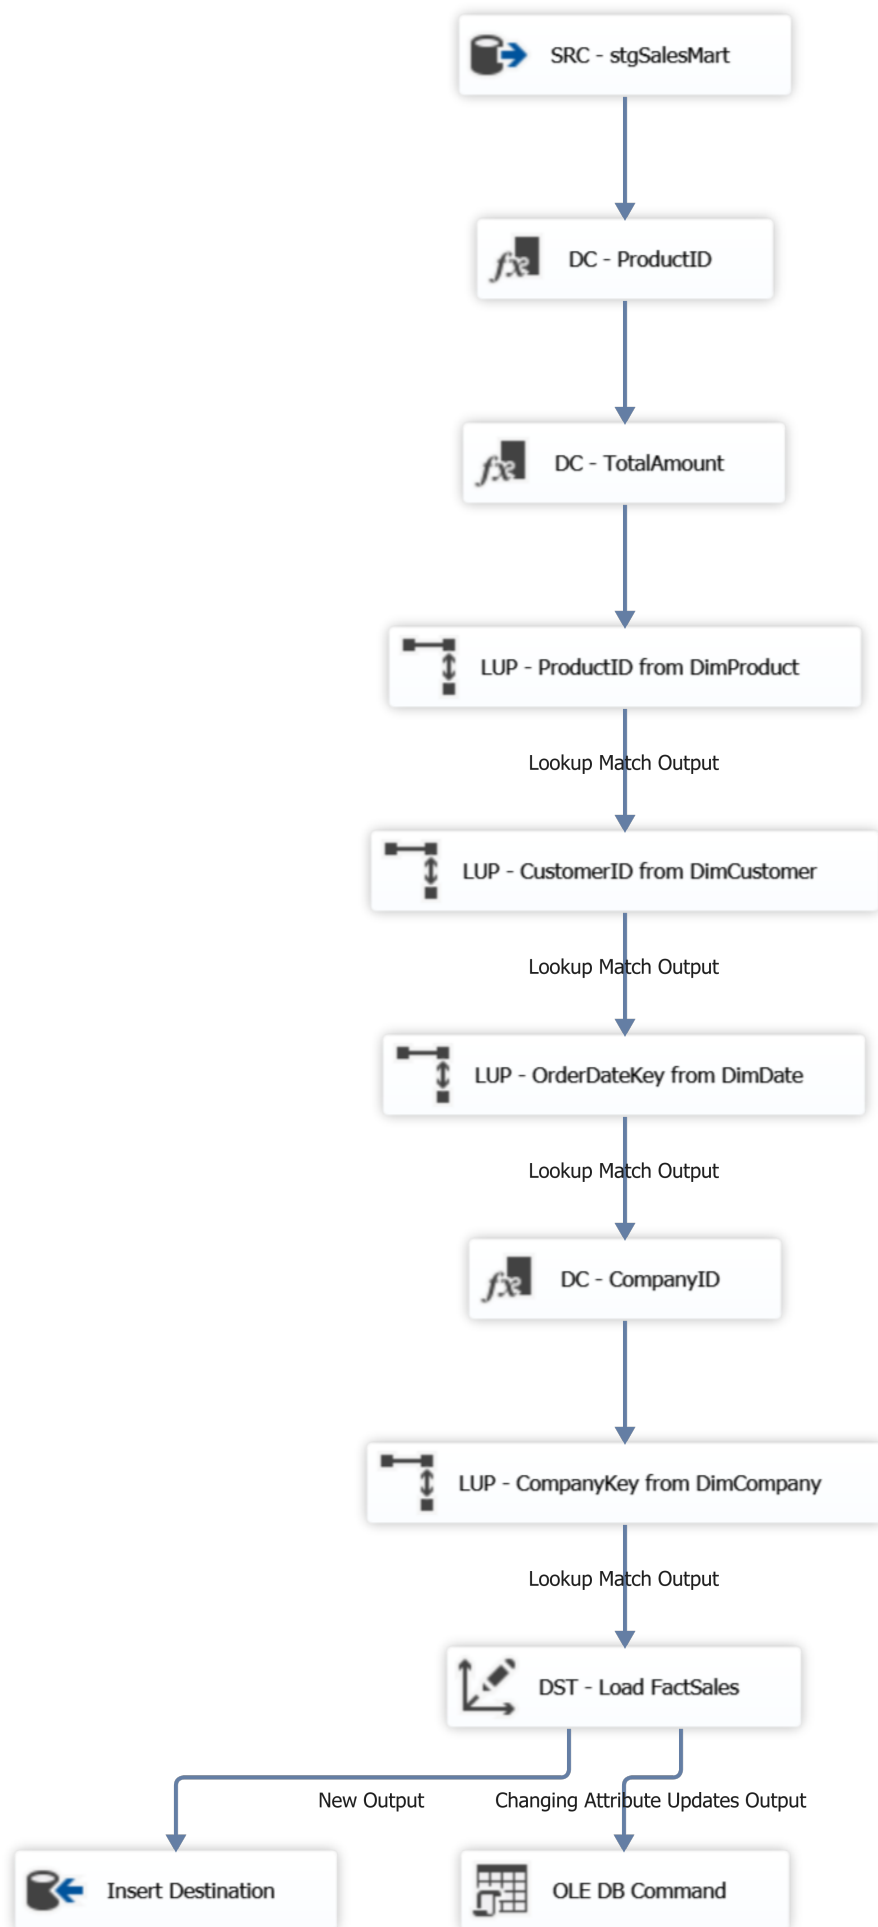 SRC - stgSalesMart
DC - ProductID
DC - TotalAmount
LUP - ProductID from DimProduct
Lookup Match Output
LUP - CustomerID from DimCustomer
Lookup Match Output
LUP - OrderDateKey from DimDate
Lookup Match Output
DC - CompanyID
LUP - CompanyKey from DimCompany
Lookup Match Output
DST - Load FactSales
New Output
Changing Attribute Updates Output
Insert Destination
OLE DB Command